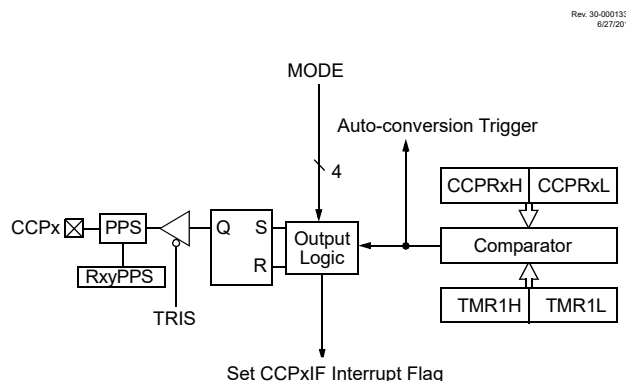 Rev. 30-000133
6/27/201
MODE
Auto-conversion Trigger
4
CCPRxH CCPRxL
CCPx PPS Q S Output Logic Comparator
R
RxyPPS
TMR1H TMR1L
TRIS
Set CCPxIF Interrupt Flag